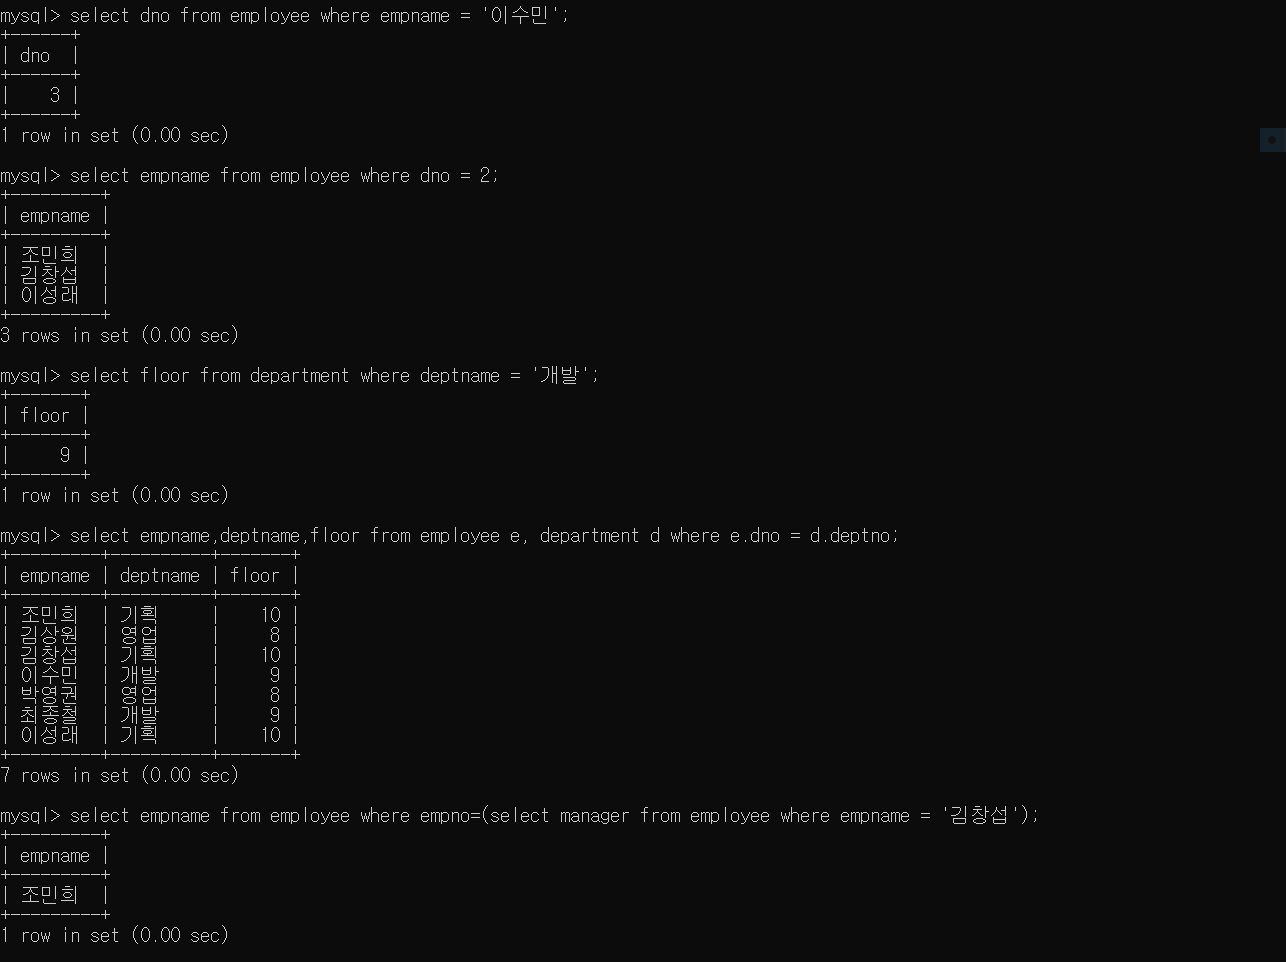 mysql> select dno from employee where empname = '이수민';
+------+
| dno  |
+------+
|    3 |
+------+
1 row in set (0.00 sec)
mysql> select empname from employee where dno = 2;
+---------+
| empname |
+---------+
| 조민희  |
| 김창섭  |
| 이성래  |
+---------+
3 rows in set (0.00 sec)
mysql> select floor from department where deptname = '개발';
+-------+
| floor |
+-------+
|     9 |
+-------+
1 row in set (0.00 sec)
mysql> select empname,deptname,floor from employee e, department d where e.dno = d.deptno;
+---------+----------+-------+
| empname | deptname | floor |
+---------+----------+-------+
| 조민희  | 기획     |    10 |
| 김상원  | 영업     |     8 |
| 김창섭  | 기획     |    10 |
| 이수민  | 개발     |     9 |
| 박영권  | 영업     |     8 |
| 최종철  | 개발     |     9 |
| 이성래  | 기획     |    10 |
+---------+----------+-------+
7 rows in set (0.00 sec)
mysql> select empname from employee where empno=(select manager from employee where empname = '김창섭');
+---------+
| empname |
+---------+
| 조민희  |
+---------+
1 row in set (0.00 sec)